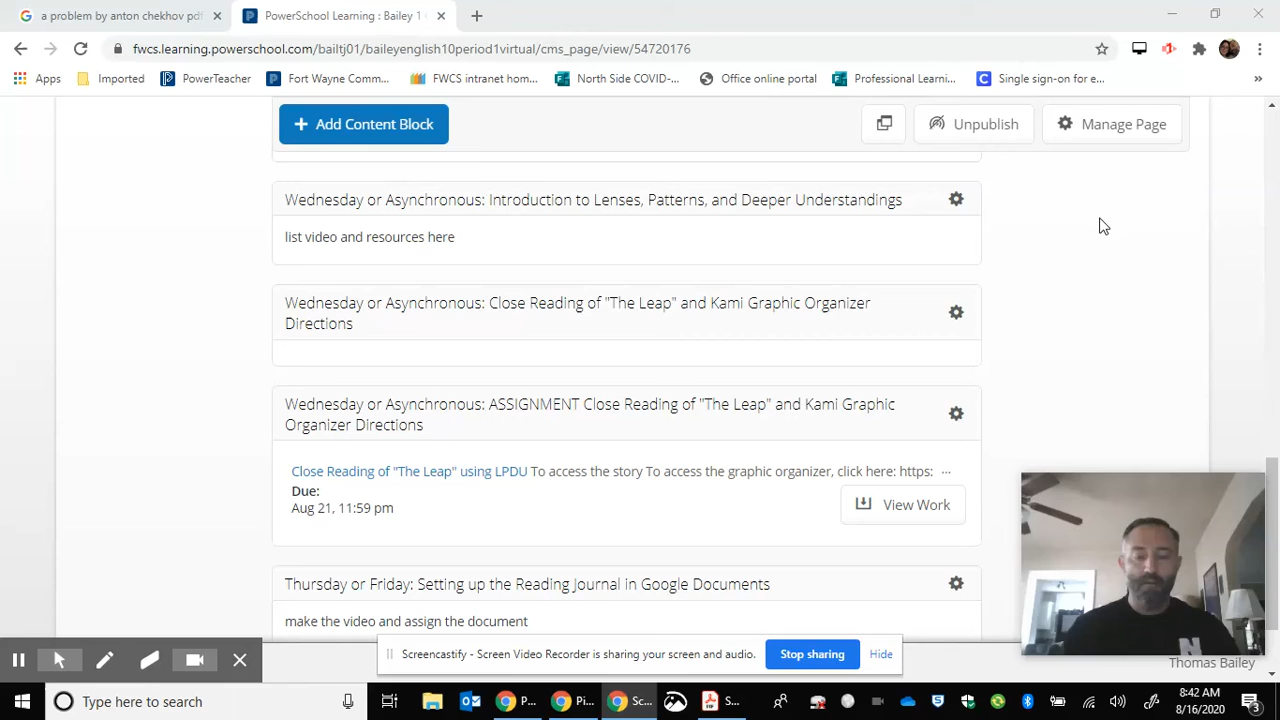 a problem by anton chekhov pdf
PowerSchool Learning : Bailey 1
fwcs.learning.powerschool.com/bailtj01/baileyenglish10period1virtual/cms_page/view/54720176
Apps Imported PowerTeacher Fort Wayne Comm... FWCS intranet hom... North Side COVID-... Office online portal Professional Learni... Single sign-on for e... »
+ Add Content Block
Unpublish
Manage Page
Wednesday or Asynchronous: Introduction to Lenses, Patterns, and Deeper Understandings
list video and resources here
Wednesday or Asynchronous: Close Reading of "The Leap" and Kami Graphic Organizer
Directions
Wednesday or Asynchronous: ASSIGNMENT Close Reading of "The Leap" and Kami Graphic
Organizer Directions
Close Reading of "The Leap" using LPDU To access the story To access the graphic organizer, click here: https: ...
Due:
Aug 21, 11:59 pm
View Work
Thursday or Friday: Setting up the Reading Journal in Google Documents
make the video and assign the document
Screencastify - Screen Video Recorder is sharing your screen and audio.
Stop sharing
Hide
N
Thomas Bailey
Type here to search
P...
Pi...
Sc...
S...
8:42 AM
8/16/2020
3